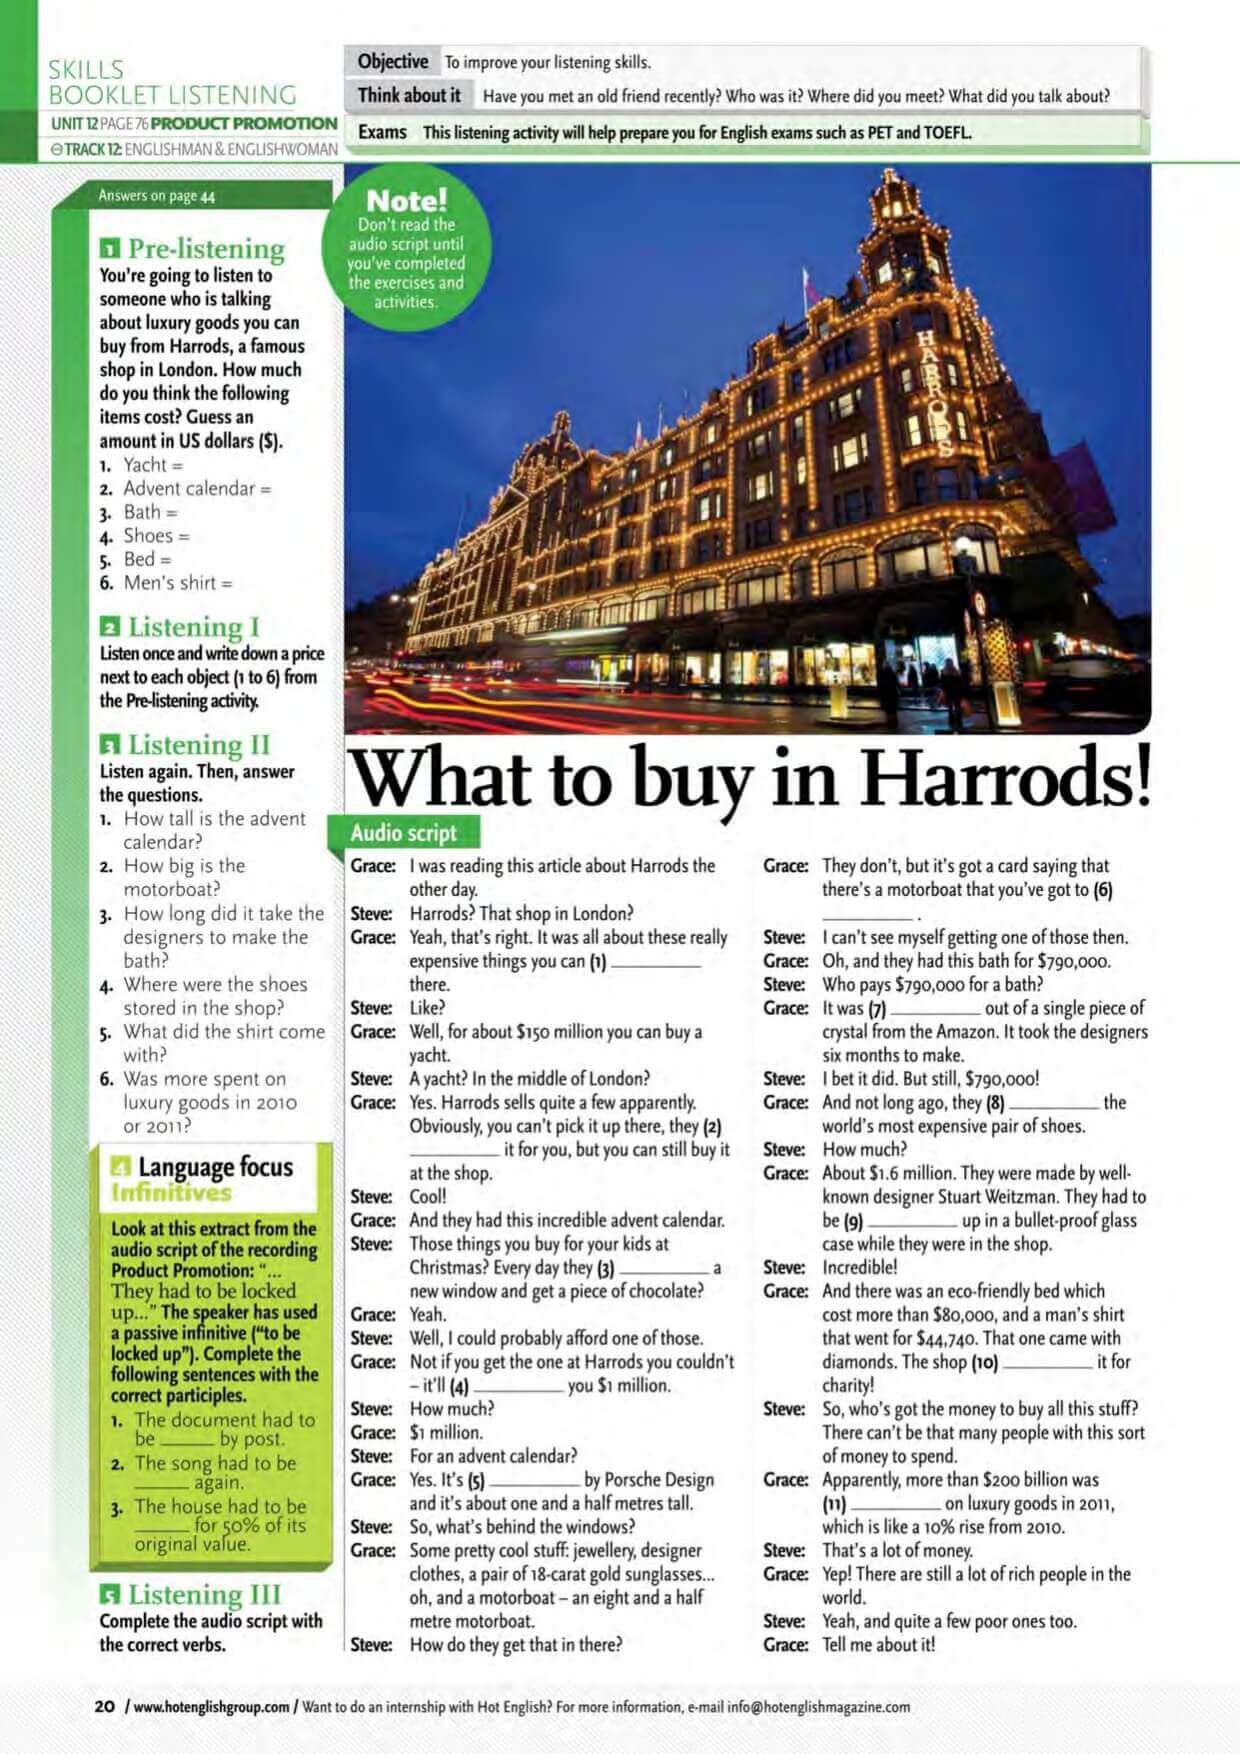 SKILLS
BOOKLET LISTENING
UNIT 12 PAGE 76 PRODUCT PROMOTION
TRACK 12: ENGLISHMAN & ENGLISHWOMAN
Objective To improve your listening skills.
Think about it Have you met an old friend recently? Who was it? Where did you meet? What did you talk about?
Exams This listening activity will help prepare you for English exams such as PET and TOEFL.
Answers on page 44
1 Pre-listening
You're going to listen to
someone who is talking
about luxury goods you can
buy from Harrods, a famous
shop in London. How much
do you think the following
items cost? Guess an
amount in US dollars ($).
1. Yacht =
2. Advent calendar =
3. Bath =
4. Shoes =
5. Bed =
6. Men's shirt =
2 Listening I
Listen once and write down a price
next to each object (1 to 6) from
the Pre-listening activity.
3 Listening II
Listen again. Then, answer
the questions.
1. How tall is the advent
calendar?
2. How big is the
motorboat?
3. How long did it take the
designers to make the
bath?
4. Where were the shoes
stored in the shop?
5. What did the shirt come
with?
6. Was more spent on
luxury goods in 2010
or 2011?
4 Language focus
Infinitives
Look at this extract from the
audio script of the recording
Product Promotion: "...
They had to be locked
up..." The speaker has used
a passive infinitive ("to be
locked up"). Complete the
following sentences with the
correct participles.
1. The document had to
be ______ by post.
2. The song had to be
______ again.
3. The house had to be
______ for 50% of its
original value.
5 Listening III
Complete the audio script with
the correct verbs.
Note!
Don't read the
audio script until
you've completed
the exercises and
activities.
HARRODS
What to buy in Harrods!
Audio script
Grace: I was reading this article about Harrods the
other day.
Steve: Harrods? That shop in London?
Grace: Yeah, that's right. It was all about these really
expensive things you can (1) __________
there.
Steve: Like?
Grace: Well, for about $150 million you can buy a
yacht.
Steve: A yacht? In the middle of London?
Grace: Yes. Harrods sells quite a few apparently.
Obviously, you can't pick it up there, they (2)
__________ it for you, but you can still buy it
at the shop.
Steve: Cool!
Grace: And they had this incredible advent calendar.
Steve: Those things you buy for your kids at
Christmas? Every day they (3) __________ a
new window and get a piece of chocolate?
Grace: Yeah.
Steve: Well, I could probably afford one of those.
Grace: Not if you get the one at Harrods you couldn't
– it'll (4) __________ you $1 million.
Steve: How much?
Grace: $1 million.
Steve: For an advent calendar?
Grace: Yes. It's (5) __________ by Porsche Design
and it's about one and a half metres tall.
Steve: So, what's behind the windows?
Grace: Some pretty cool stuff: jewellery, designer
clothes, a pair of 18-carat gold sunglasses...
oh, and a motorboat – an eight and a half
metre motorboat.
Steve: How do they get that in there?
Grace: They don't, but it's got a card saying that
there's a motorboat that you've got to (6)
__________ .
Steve: I can't see myself getting one of those then.
Grace: Oh, and they had this bath for $790,000.
Steve: Who pays $790,000 for a bath?
Grace: It was (7) __________ out of a single piece of
crystal from the Amazon. It took the designers
six months to make.
Steve: I bet it did. But still, $790,000!
Grace: And not long ago, they (8) __________ the
world's most expensive pair of shoes.
Steve: How much?
Grace: About $1.6 million. They were made by well-
known designer Stuart Weitzman. They had to
be (9) __________ up in a bullet-proof glass
case while they were in the shop.
Steve: Incredible!
Grace: And there was an eco-friendly bed which
cost more than $80,000, and a man's shirt
that went for $44,740. That one came with
diamonds. The shop (10) __________ it for
charity!
Steve: So, who's got the money to buy all this stuff?
There can't be that many people with this sort
of money to spend.
Grace: Apparently, more than $200 billion was
(11) __________ on luxury goods in 2011,
which is like a 10% rise from 2010.
Steve: That's a lot of money.
Grace: Yep! There are still a lot of rich people in the
world.
Steve: Yeah, and quite a few poor ones too.
Grace: Tell me about it!
20 / www.hotenglishgroup.com / Want to do an internship with Hot English? For more information, e-mail info@hotenglishmagazine.com